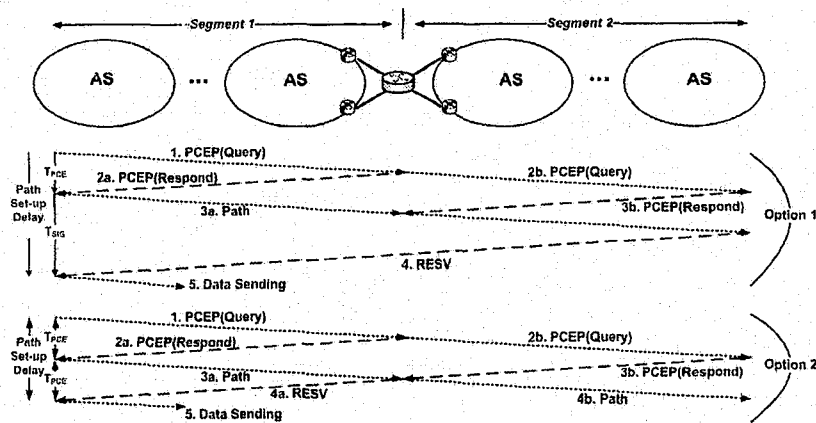 Segment 1
Segment 2
AS
...
AS
AS
...
AS
Path
Set-up
Delay
TPCE
TSIG
1. PCEP(Query)
2a. PCEP(Respond)
2b. PCEP(Query)
3a. Path
3b. PCEP(Respond)
4. RESV
5. Data Sending
Option 1
Path
Set-up
Delay
TPCE
TPCE
1. PCEP(Query)
2a. PCEP(Respond)
2b. PCEP(Query)
3a. Path
3b. PCEP(Respond)
4a. RESV
4b. Path
5. Data Sending
Option 2